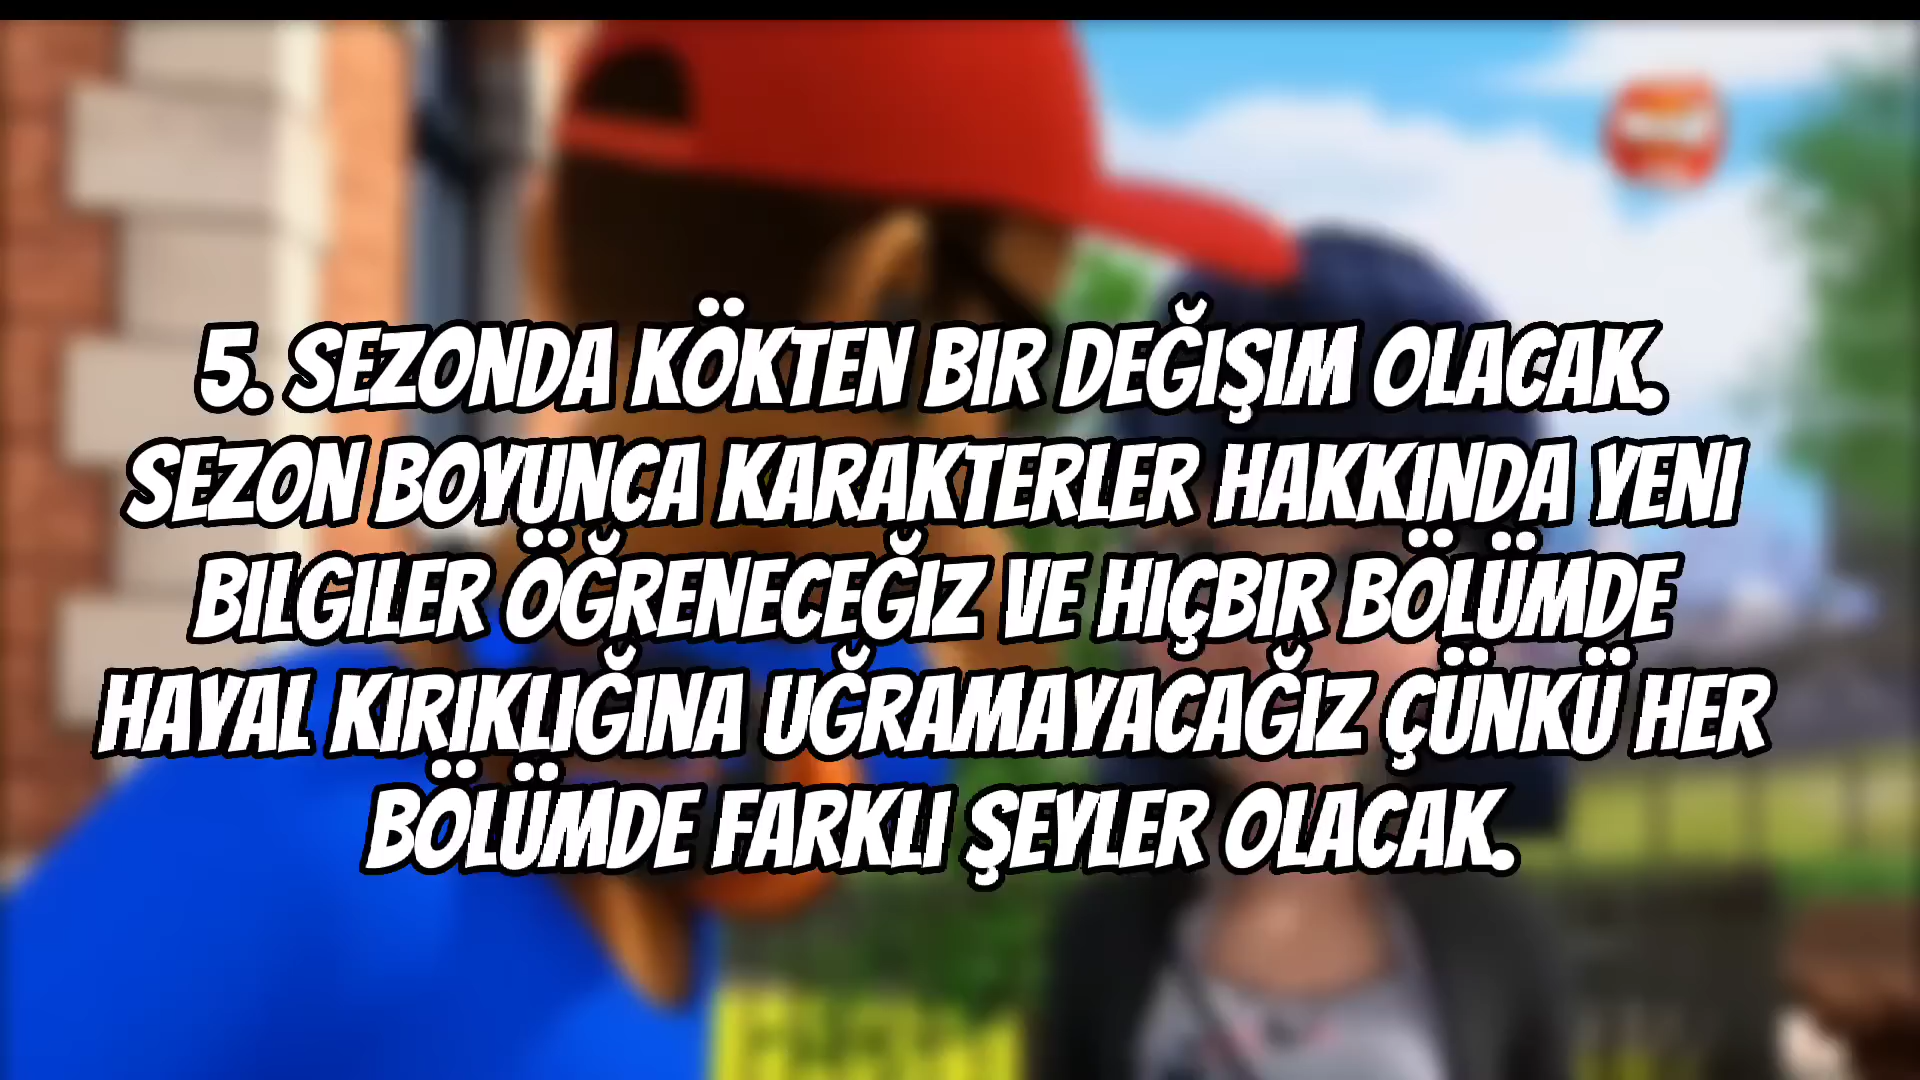 5. SEZONDA KÖKTEN BIR DEĞIŞIM OLACAK.
SEZON BOYUNCA KARAKTERLER HAKKINDA YENI
BILGILER ÖĞRENECEĞIZ VE HIÇBIR BÖLÜMDE
HAYAL KIRIKLIĞINA UĞRAMAYACAĞIZ ÇÜNKÜ HER
BÖLÜMDE FARKLI ŞEYLER OLACAK.